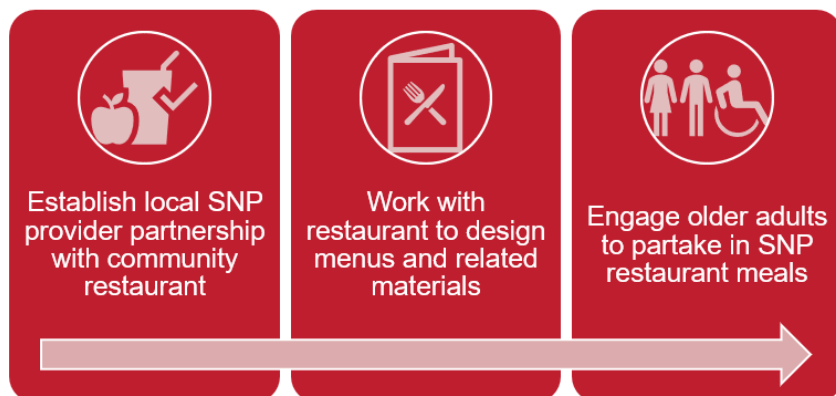 Establish local SNP
provider partnership
with community
restaurant
Work with
restaurant to design
menus and related
materials
Engage older adults
to partake in SNP
restaurant meals